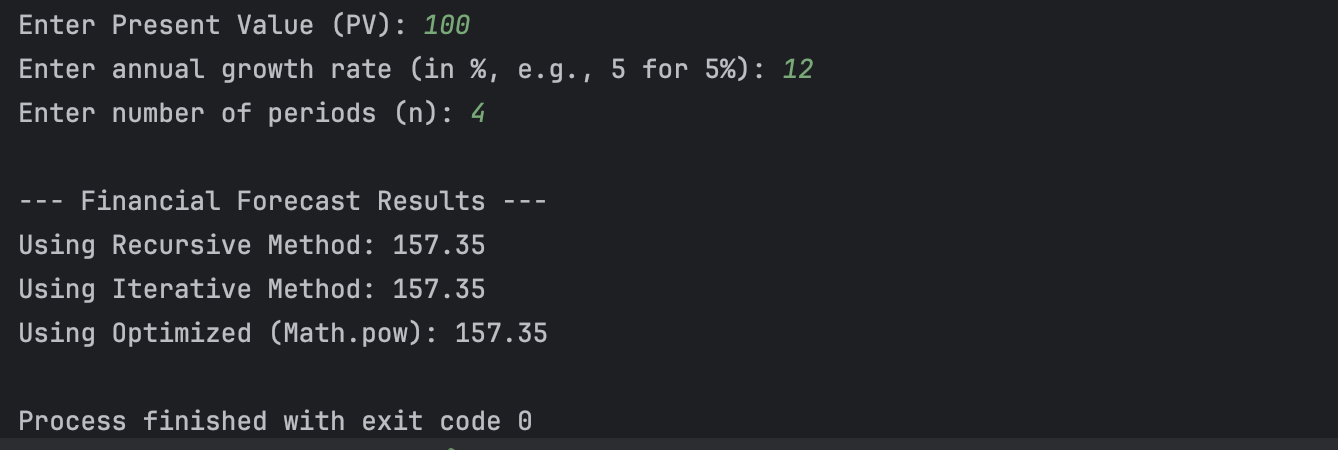 Enter Present Value (PV): 100
Enter annual growth rate (in %, e.g., 5 for 5%): 12
Enter number of periods (n): 4
--- Financial Forecast Results ---
Using Recursive Method: 157.35
Using Iterative Method: 157.35
Using Optimized (Math.pow): 157.35
Process finished with exit code 0